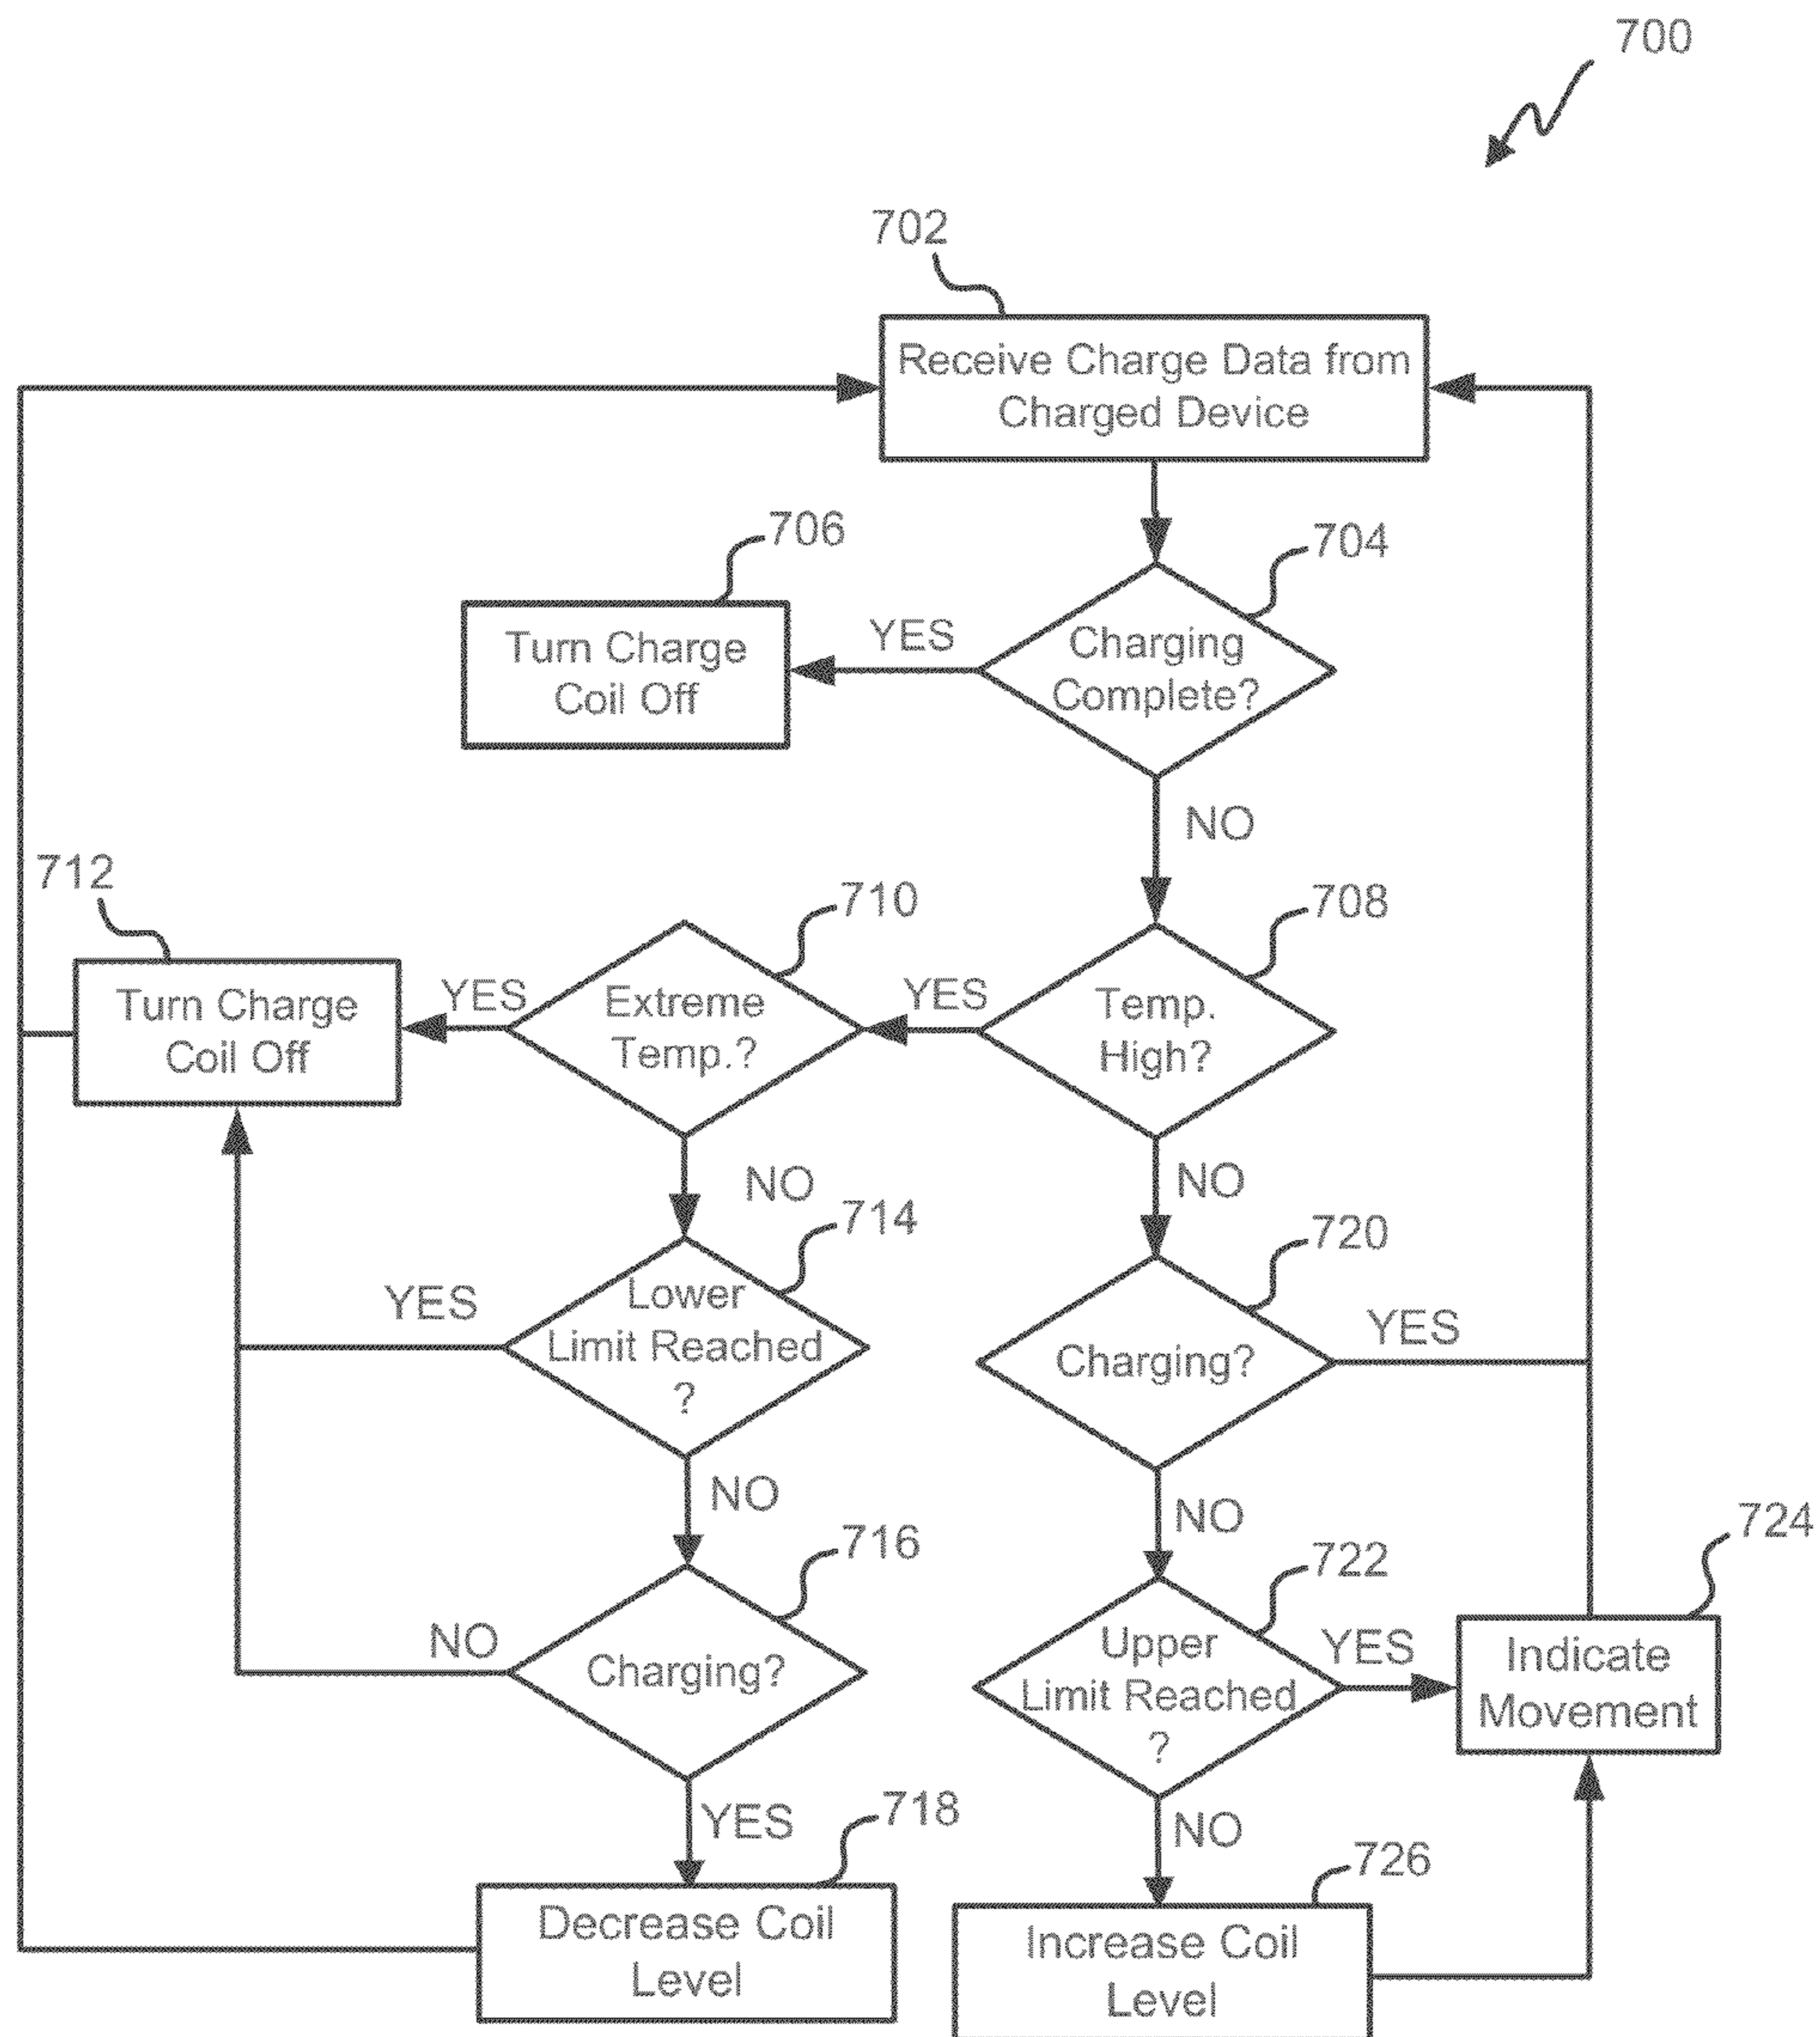 700
702
Receive Charge Data from
Charged Device
706
704
Turn Charge
Coil Off
YES
Charging
Complete?
NO
712
710
708
Turn Charge
Coil Off
YES
Extreme
Temp.?
YES
Temp.
High?
NO
NO
714
720
YES
Lower
Limit Reached
?
Charging?
YES
NO
NO
716
722
724
NO
Charging?
Upper
Limit Reached
?
YES
Indicate
Movement
YES
718
NO
726
Decrease Coil
Level
Increase Coil
Level